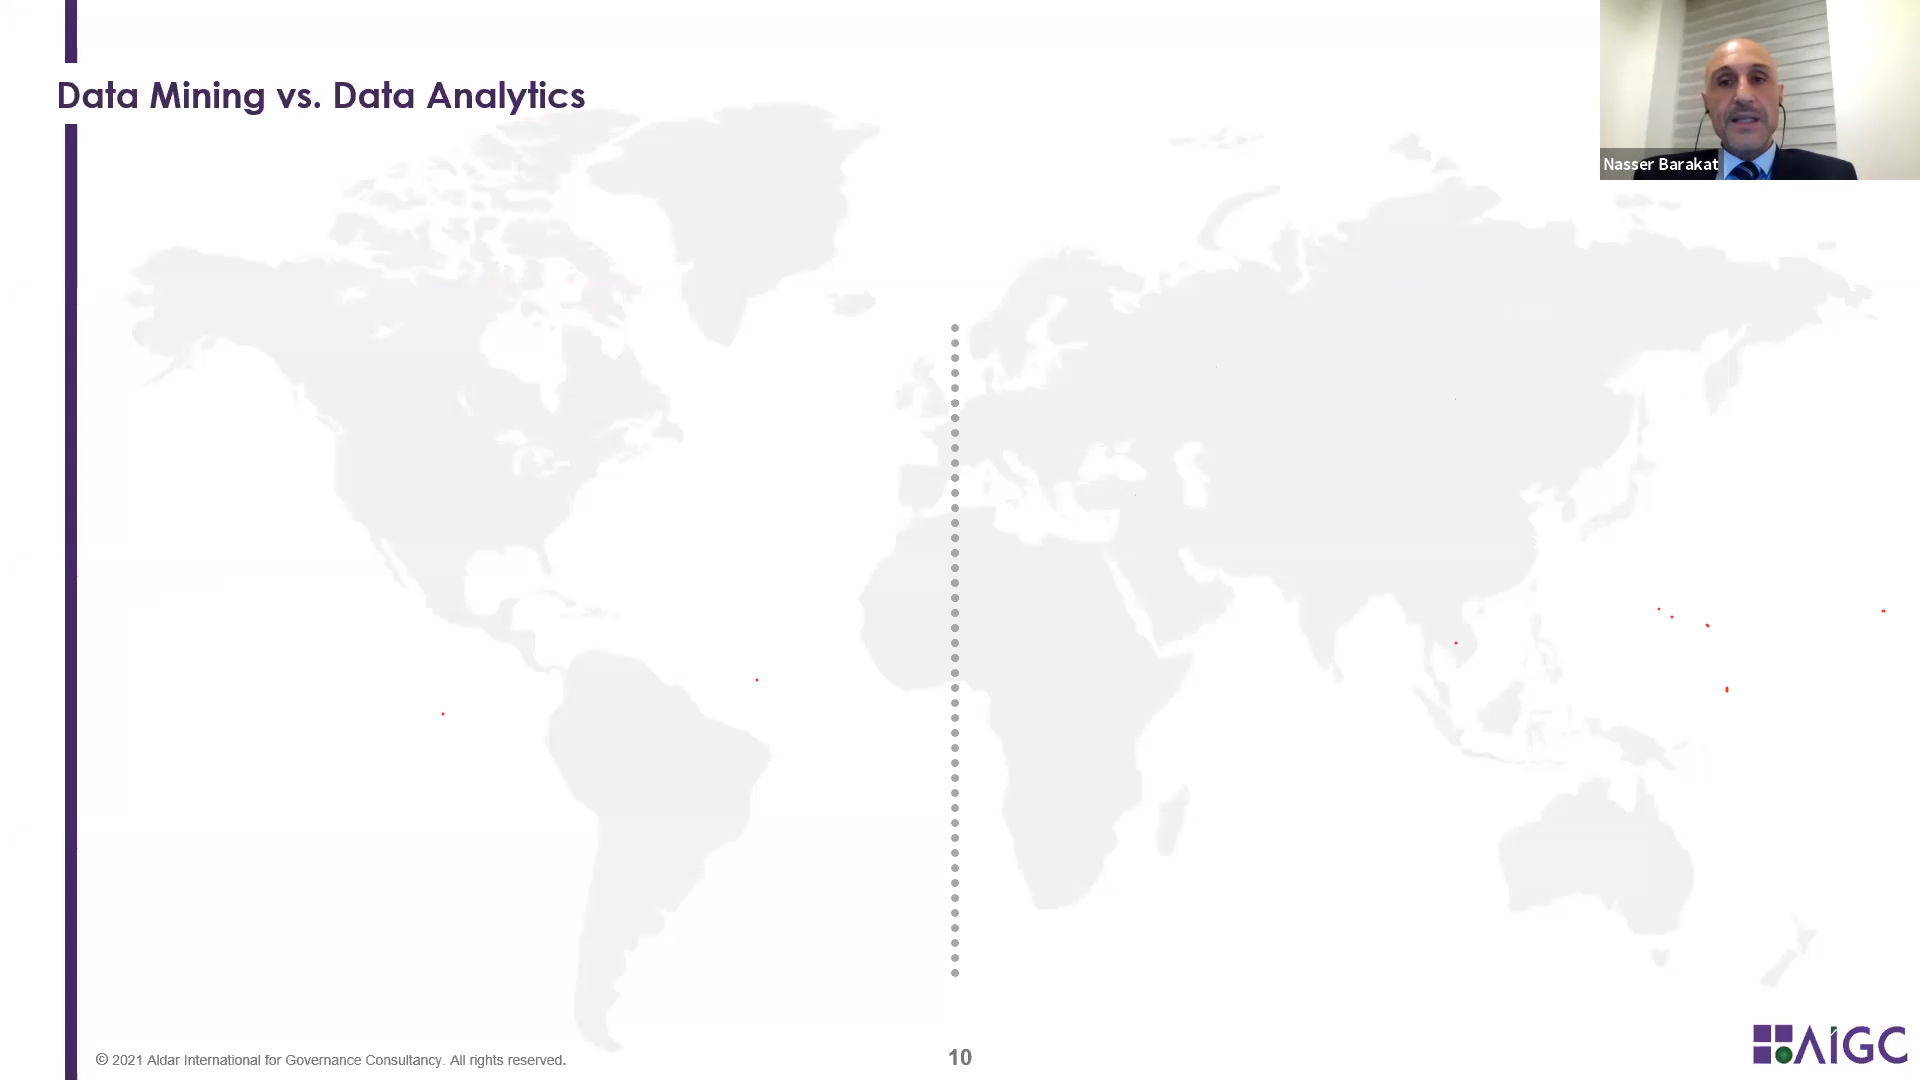 Data Mining vs. Data Analytics
Nasser Barakat
© 2021 Aldar International for Governance Consultancy. All rights reserved.
10
AIGC